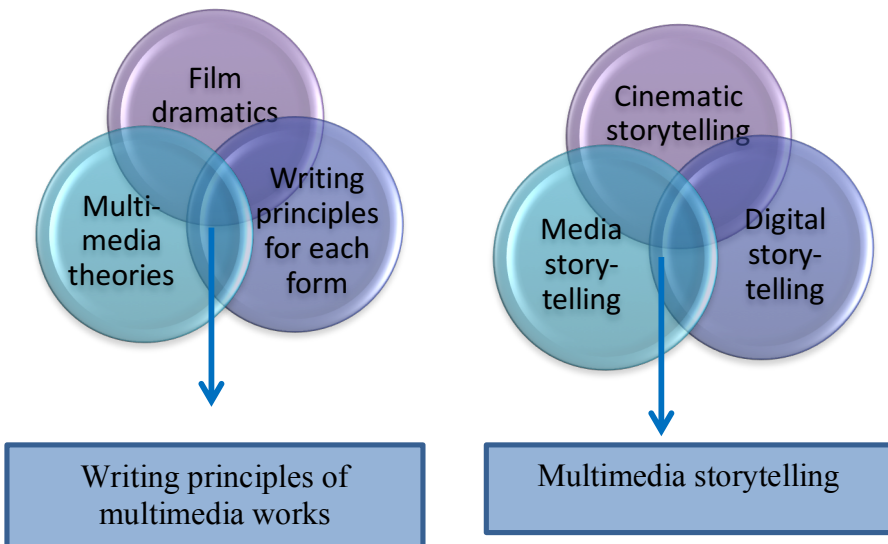 Film
dramatics
Multi-
media
theories
Writing
principles
for each
form
Writing principles of
multimedia works
Cinematic
storytelling
Media
story-
telling
Digital
story-
telling
Multimedia storytelling